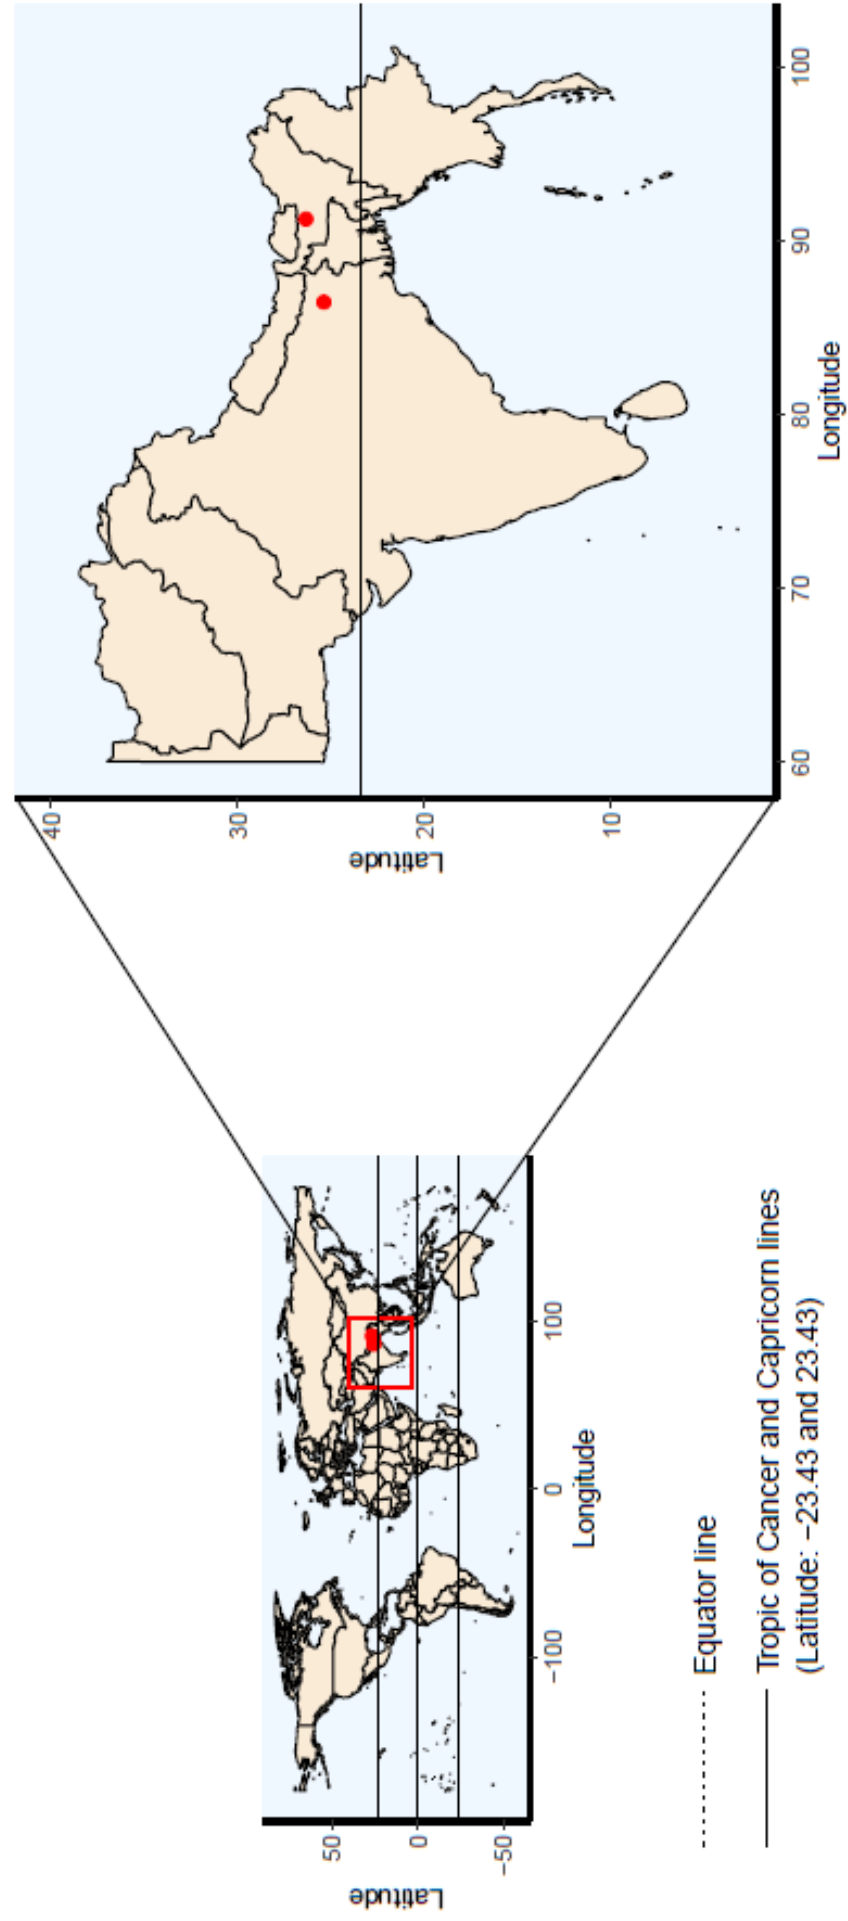 40
30
20
10
Latitude
60
70
80
90
100
Longitude
50
0
−50
Latitude
−100
0
100
Longitude
Equator line
Tropic of Cancer and Capricorn lines
(Latitude: −23.43 and 23.43)